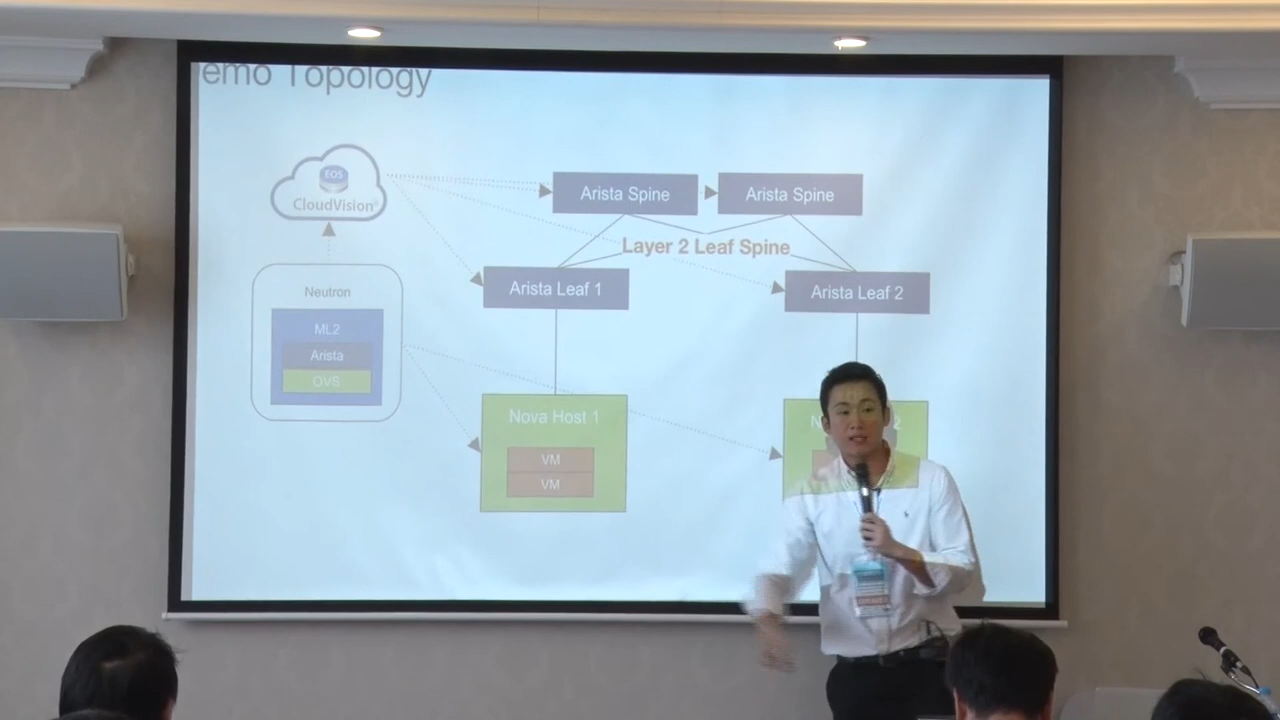 emo Topology
EOS
CloudVision
Arista Spine
Arista Spine
Layer 2 Leaf Spine
Arista Leaf 1
Arista Leaf 2
Neutron
ML2
Arista
OVS
Nova Host 1
VM
VM
N
2